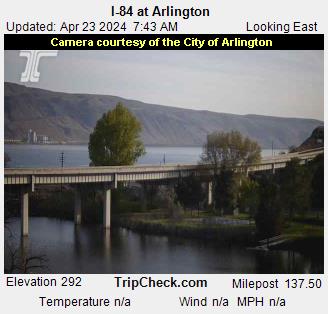 I-84 at Arlington
Updated: Apr 23 2024 7:43 AM Looking East
Camera courtesy of the City of Arlington
Elevation 292 TripCheck.com Milepost 137.50
Temperature n/a Wind n/a MPH n/a